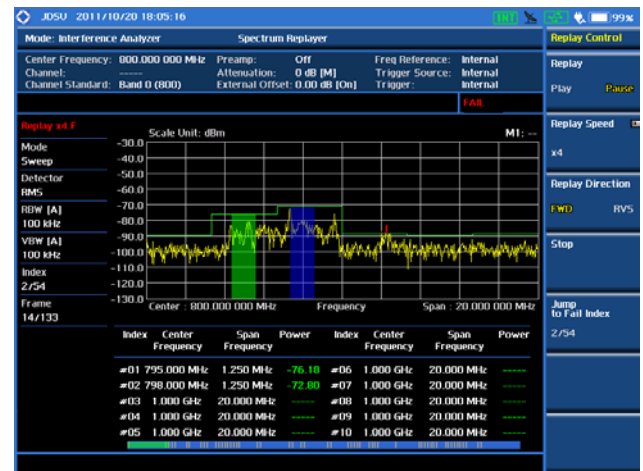 JDSU 2011/10/20 18:05:16 INT 99%
Mode: Interference Analyzer Spectrum Replayer Replay Control
Center Frequency: 800.000 000 MHz Preamp: Off Freq Reference: Internal
Channel: ----- Attenuation: 0 dB [M] Trigger Source: Internal
Channel Standard: Band 0 (800) External Offset: 0.00 dB [On] Trigger: Internal
FAIL
Replay
Play Pause
Replay Speed
x4
Replay Direction
FWD RVS
Stop
Jump
to Fail Index
2/54
Replay x4 F
Mode
Sweep
Detector
RMS
RBW [A]
100 kHz
VBW [A]
100 kHz
Index
2/54
Frame
14/133
Scale Unit: dBm M1: --
-30.0
-40.0
-50.0
-60.0
-70.0
-80.0
-90.0
-100.0
-110.0
-120.0
-130.0
Center : 800.000 000 MHz Frequency Span : 20.000 000 MHz
Index Center Span Power Index Center Span Power
Frequency Frequency Frequency Frequency
#01 795.000 MHz 1.250 MHz -76.18 #06 1.000 GHz 20.000 MHz -----
#02 798.000 MHz 1.250 MHz -72.80 #07 1.000 GHz 20.000 MHz -----
#03 1.000 GHz 20.000 MHz ----- #08 1.000 GHz 20.000 MHz -----
#04 1.000 GHz 20.000 MHz ----- #09 1.000 GHz 20.000 MHz -----
#05 1.000 GHz 20.000 MHz ----- #10 1.000 GHz 20.000 MHz -----